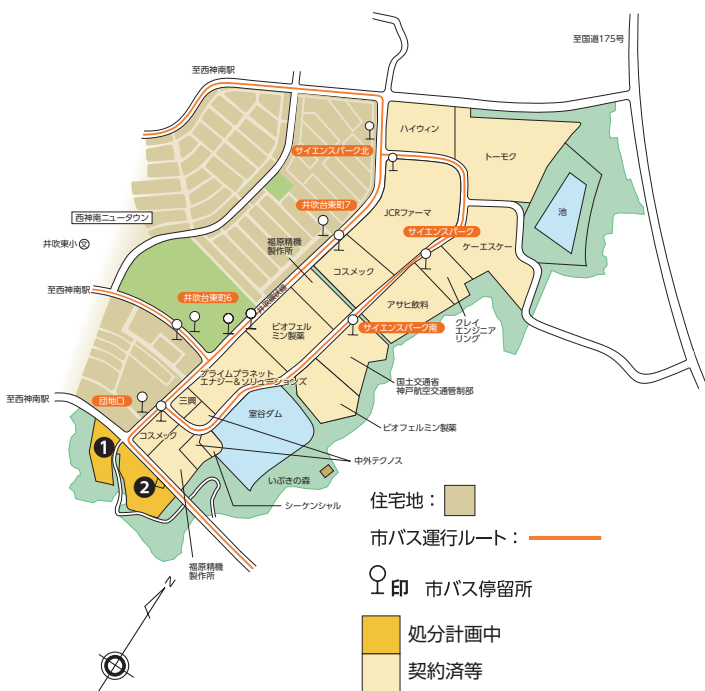 至国道175号
至西神南駅
ハイウィン
サイエンスパーク北
トーモク
池
JCRファーマ
井吹台東町7
西神南ニュータウン
サイエンスパーク
井吹東小 文
福原精機
製作所
ケーエスケー
コスメック
至西神南駅
井吹台東町6
アサヒ飲料
クレイ
エンジニア
リング
ビオフェル
ミン製薬
サイエンスパーク南
プライムプラネット
エナジー&ソリューションズ
国土交通省
神戸航空交通管制部
至西神南駅
団地口
三興
室谷ダム
ビオフェルミン製薬
コスメック
1
中外テクノス
2
いぶきの森
シーケンシャル
福原精機
製作所
住宅地:
市バス運行ルート:
印 市バス停留所
処分計画中
契約済等
N